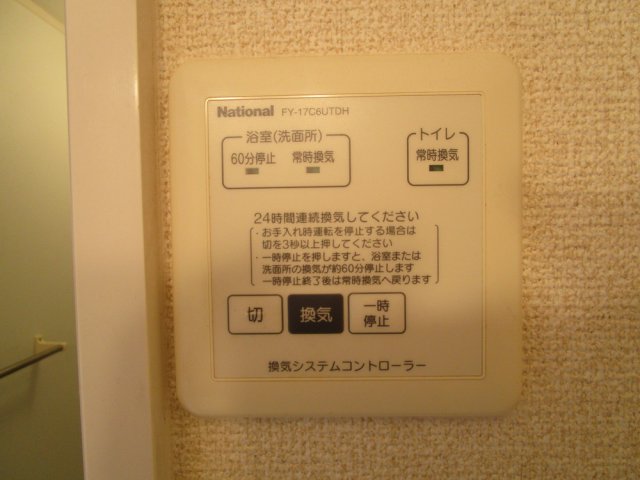 National FY-17C6UTDH
浴室(洗面所) トイレ
60分停止 常時換気 常時換気
24時間連続換気してください
・お手入れ時運転を停止する場合は
切を3秒以上押してください
・一時停止を押しますと、浴室または
洗面所の換気が約60分停止します
一時停止終了後は常時換気へ戻ります
切 換気 一時
停止
換気システムコントローラー